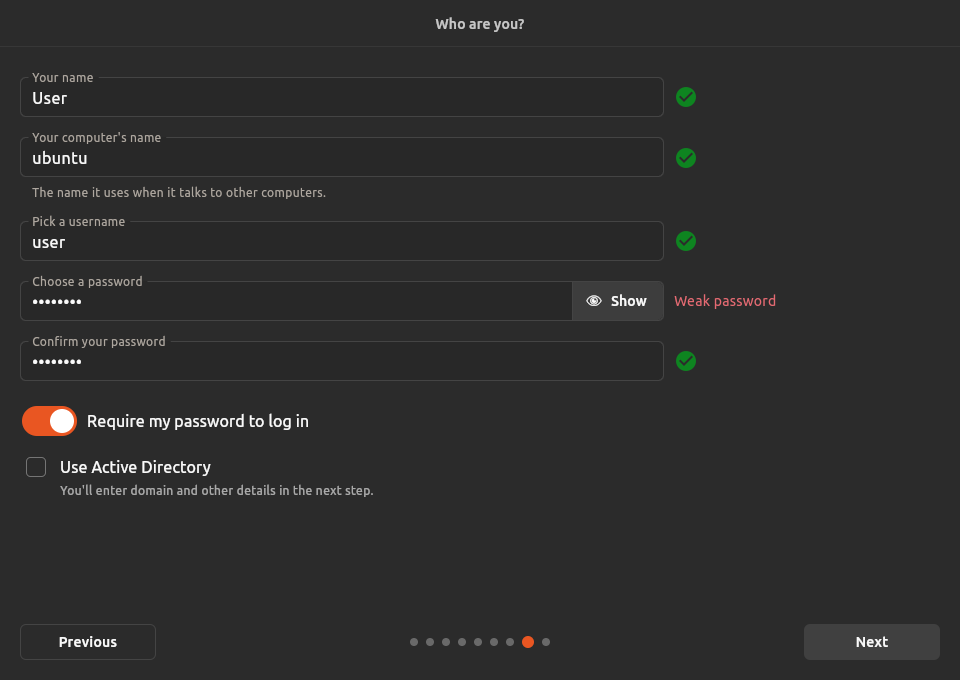 Who are you?
Your name
User
Your computer's name
ubuntu
The name it uses when it talks to other computers.
Pick a username
user
Choose a password
••••••••
Show
Weak password
Confirm your password
••••••••
Require my password to log in
Use Active Directory
You'll enter domain and other details in the next step.
Previous
Next